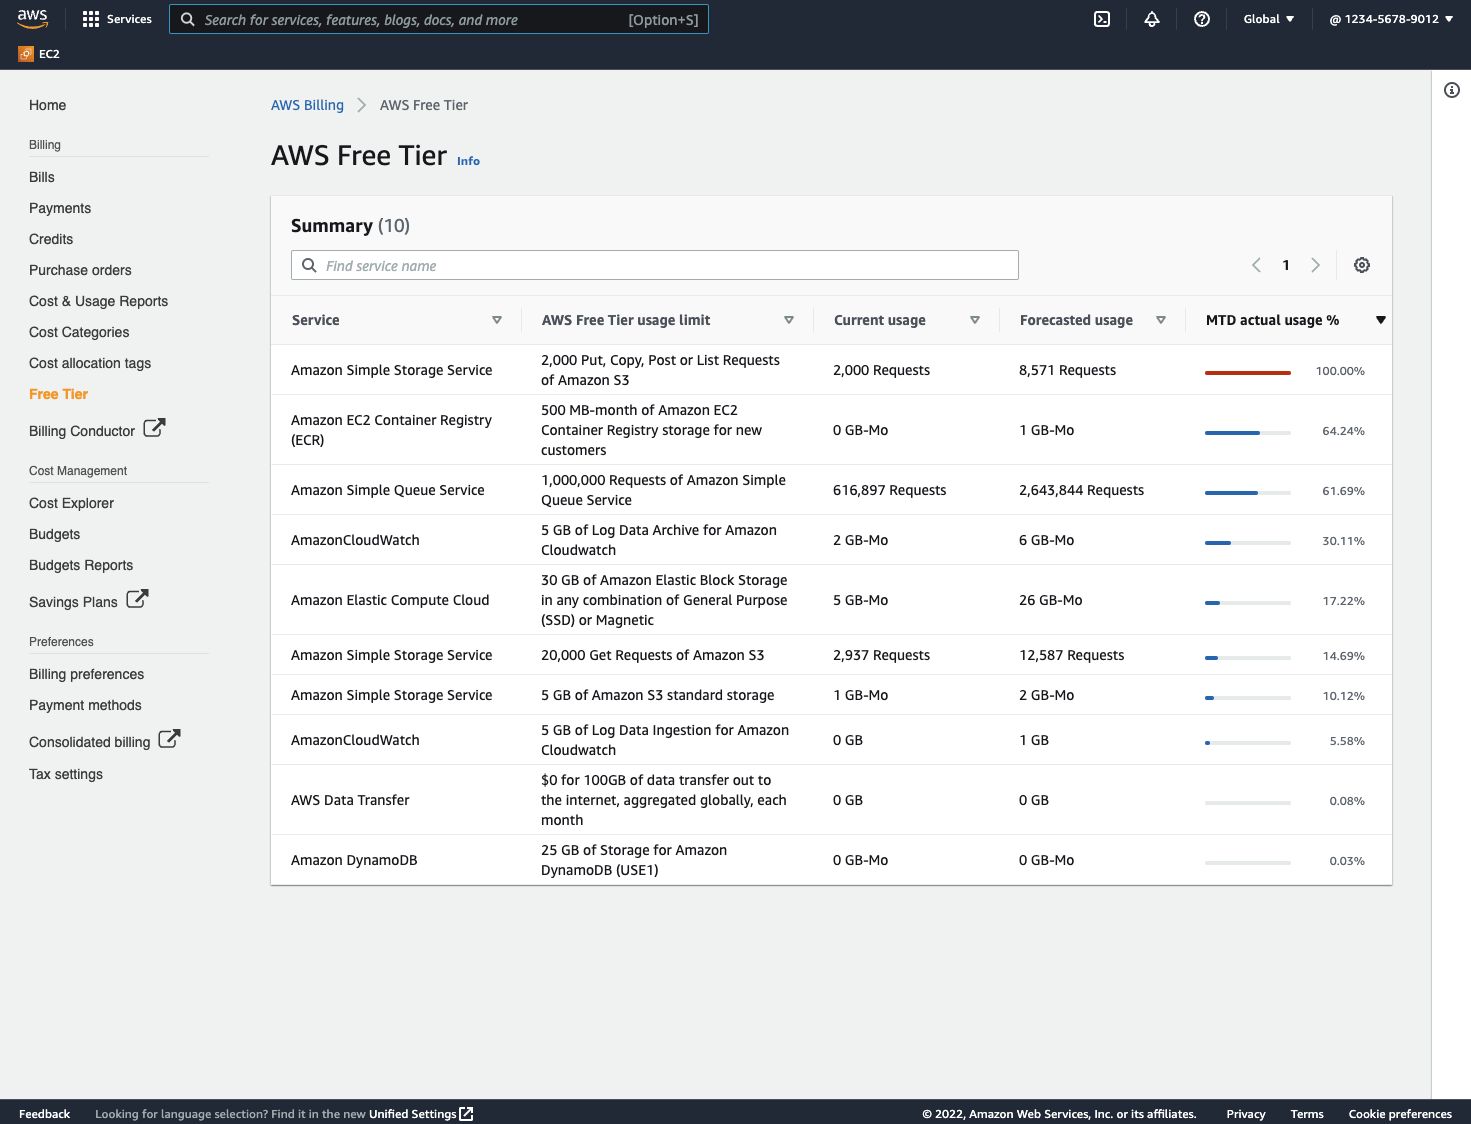 aws
Services
Search for services, features, blogs, docs, and more
[Option+S]
Global
@ 1234-5678-9012
EC2
Home
Billing
Bills
Payments
Credits
Purchase orders
Cost & Usage Reports
Cost Categories
Cost allocation tags
Free Tier
Billing Conductor
Cost Management
Cost Explorer
Budgets
Budgets Reports
Savings Plans
Preferences
Billing preferences
Payment methods
Consolidated billing
Tax settings
AWS Billing
AWS Free Tier
AWS Free Tier Info
Summary (10)
Find service name
1
Service
AWS Free Tier usage limit
Current usage
Forecasted usage
MTD actual usage %
Amazon Simple Storage Service
2,000 Put, Copy, Post or List Requests
of Amazon S3
2,000 Requests
8,571 Requests
100.00%
Amazon EC2 Container Registry
(ECR)
500 MB-month of Amazon EC2
Container Registry storage for new
customers
0 GB-Mo
1 GB-Mo
64.24%
Amazon Simple Queue Service
1,000,000 Requests of Amazon Simple
Queue Service
616,897 Requests
2,643,844 Requests
61.69%
AmazonCloudWatch
5 GB of Log Data Archive for Amazon
Cloudwatch
2 GB-Mo
6 GB-Mo
30.11%
Amazon Elastic Compute Cloud
30 GB of Amazon Elastic Block Storage
in any combination of General Purpose
(SSD) or Magnetic
5 GB-Mo
26 GB-Mo
17.22%
Amazon Simple Storage Service
20,000 Get Requests of Amazon S3
2,937 Requests
12,587 Requests
14.69%
Amazon Simple Storage Service
5 GB of Amazon S3 standard storage
1 GB-Mo
2 GB-Mo
10.12%
AmazonCloudWatch
5 GB of Log Data Ingestion for Amazon
Cloudwatch
0 GB
1 GB
5.58%
AWS Data Transfer
$0 for 100GB of data transfer out to
the internet, aggregated globally, each
month
0 GB
0 GB
0.08%
Amazon DynamoDB
25 GB of Storage for Amazon
DynamoDB (USE1)
0 GB-Mo
0 GB-Mo
0.03%
Feedback
Looking for language selection? Find it in the new Unified Settings
© 2022, Amazon Web Services, Inc. or its affiliates.
Privacy
Terms
Cookie preferences